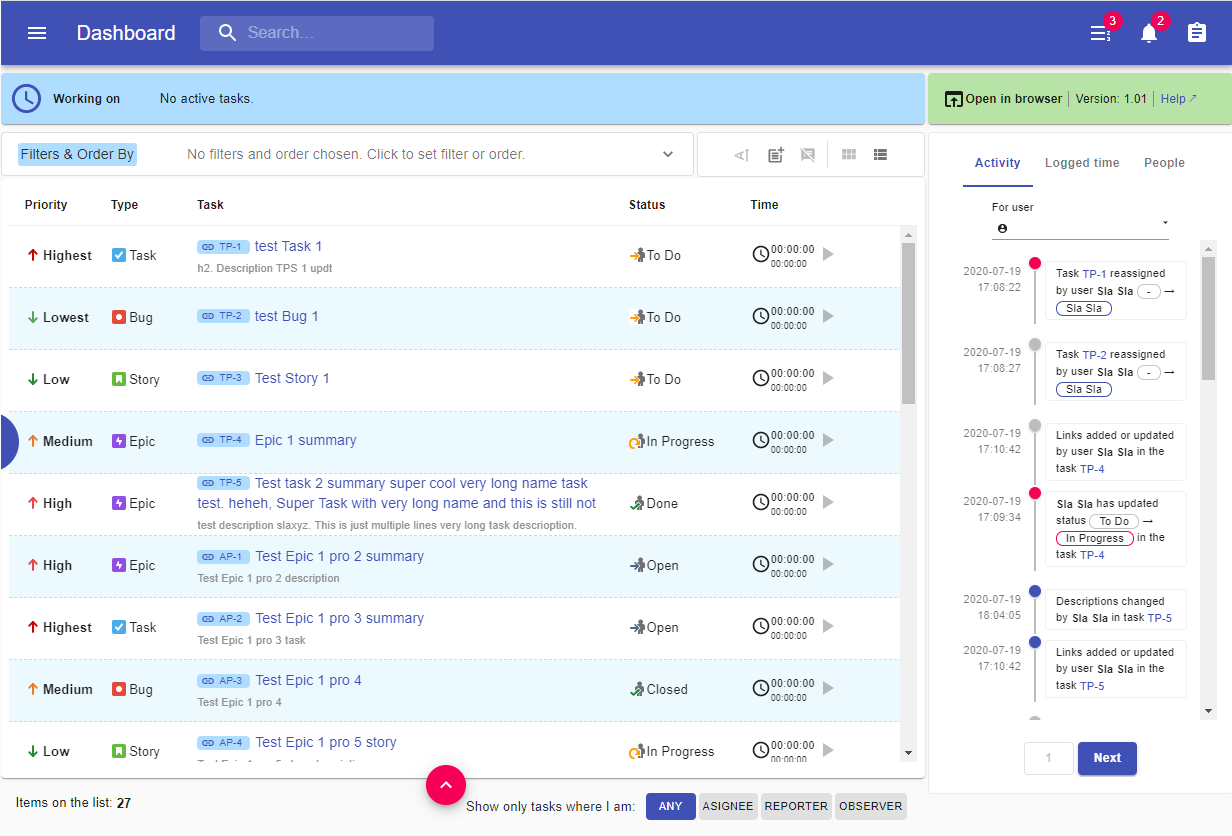 Dashboard
Search...
3
2
Working on
No active tasks.
Open in browser
Version: 1.01
Help
Filters & Order By
No filters and order chosen. Click to set filter or order.
Priority Type Task Status Time
Highest Task TP-1 test Task 1 To Do 00:00:00
h2. Description TPS 1 updt 00:00:00
Lowest Bug TP-2 test Bug 1 To Do 00:00:00
00:00:00
Low Story TP-3 Test Story 1 To Do 00:00:00
00:00:00
Medium Epic TP-4 Epic 1 summary In Progress 00:00:00
00:00:00
TP-5 Test task 2 summary super cool very long name task
High Epic test. heheh, Super Task with very long name and this is still not Done 00:00:00
test description slaxyz. This is just multiple lines very long task descrioption. 00:00:00
High Epic AP-1 Test Epic 1 pro 2 summary Open 00:00:00
Test Epic 1 pro 2 description 00:00:00
Highest Task AP-2 Test Epic 1 pro 3 summary Open 00:00:00
Test Epic 1 pro 3 task 00:00:00
Medium Bug AP-3 Test Epic 1 pro 4 Closed 00:00:00
Test Epic 1 pro 4 00:00:00
Low Story AP-4 Test Epic 1 pro 5 story In Progress 00:00:00
00:00:00
Items on the list: 27
Show only tasks where I am:
ANY
ASIGNEE
REPORTER
OBSERVER
Activity
Logged time
People
For user
2020-07-19
17:08:22
Task TP-1 reassigned
by user Sla Sla - →
Sla Sla
2020-07-19
17:08:27
Task TP-2 reassigned
by user Sla Sla - →
Sla Sla
2020-07-19
17:10:42
Links added or updated
by user Sla Sla in the
task TP-4
2020-07-19
17:09:34
Sla Sla has updated
status To Do →
In Progress in the
task TP-4
2020-07-19
18:04:05
Descriptions changed
by Sla Sla in task TP-5
2020-07-19
17:10:42
Links added or updated
by user Sla Sla in the
task TP-5
1
Next